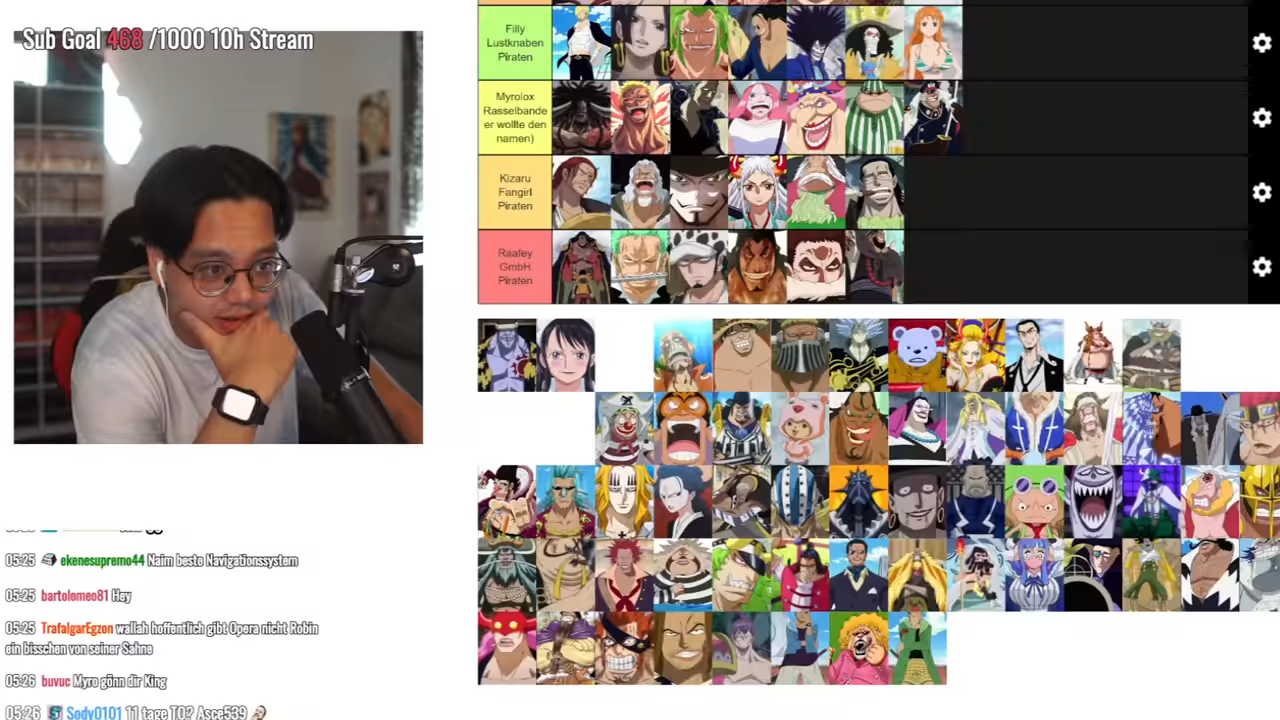 Sub Goal 468 /1000 10h Stream
Filly
Lustknaben
Piraten
Myrolox
Rasselbande
er wollte den
namen)
Kizaru
Fangirl
Piraten
Raafey
GmbH
Piraten
05:25 ekenesupremo44 Naim beste Navigationssystem
05:25 bartolomeo81 Hey
05:25 TrafalgarEgzon wallah hoffentlich gibt Opera nicht Robin
ein bisschen von seiner Sahne
05:26 buvuc Myro gönn dir King
05:26 Sody0101 11 tage TO? Asce539